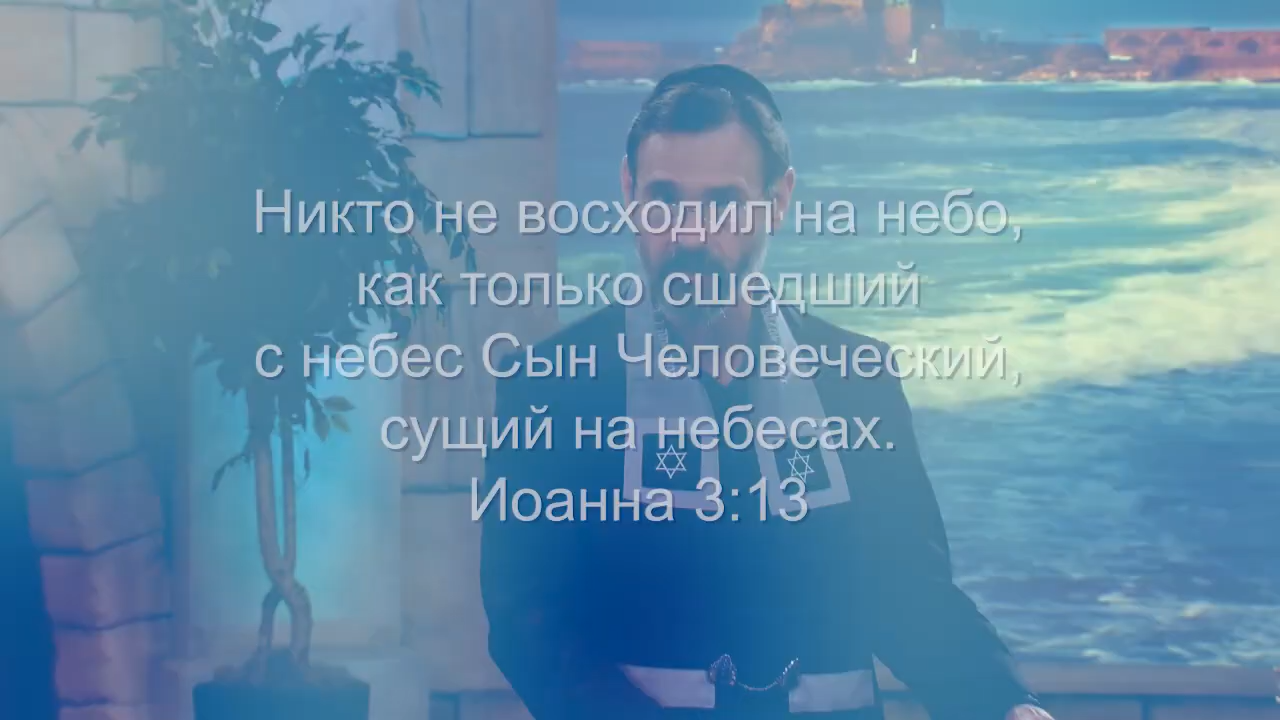 Никто не восходил на небо,
как только сшедший
с небес Сын Человеческий,
сущий на небесах.
Иоанна 3:13